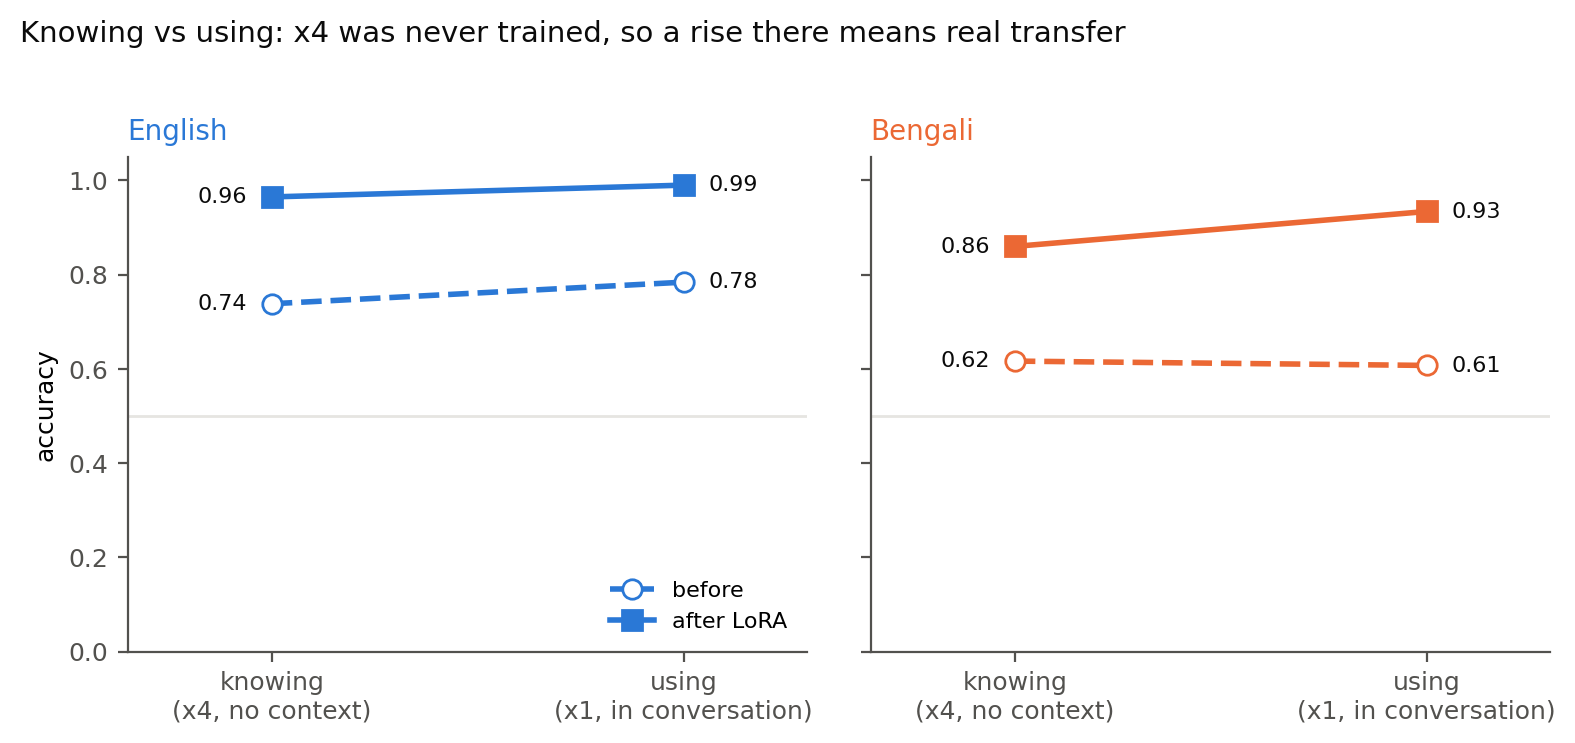 Knowing vs using: x4 was never trained, so a rise there means real transfer
English
Bengali
accuracy
1.0
0.8
0.6
0.4
0.2
0.0
0.96
0.99
0.74
0.78
0.86
0.93
0.62
0.61
before
after LoRA
knowing
(x4, no context)
using
(x1, in conversation)
knowing
(x4, no context)
using
(x1, in conversation)